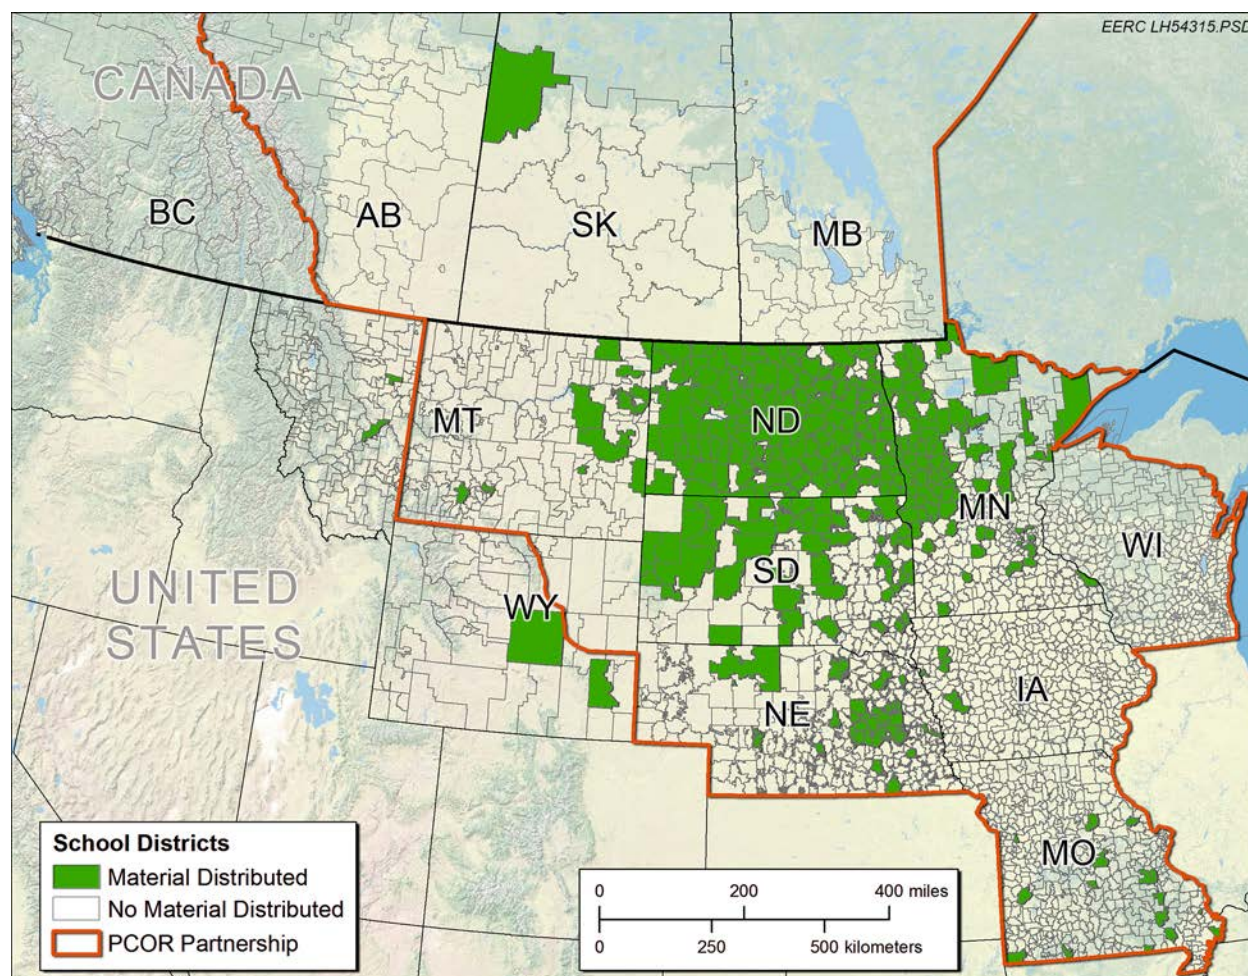 EERC LH54315.PSD
CANADA
BC
AB
SK
MB
MT
ND
MN
WI
SD
WY
UNITED
STATES
NE
IA
MO
School Districts
Material Distributed
No Material Distributed
PCOR Partnership
0 200 400 miles
0 250 500 kilometers